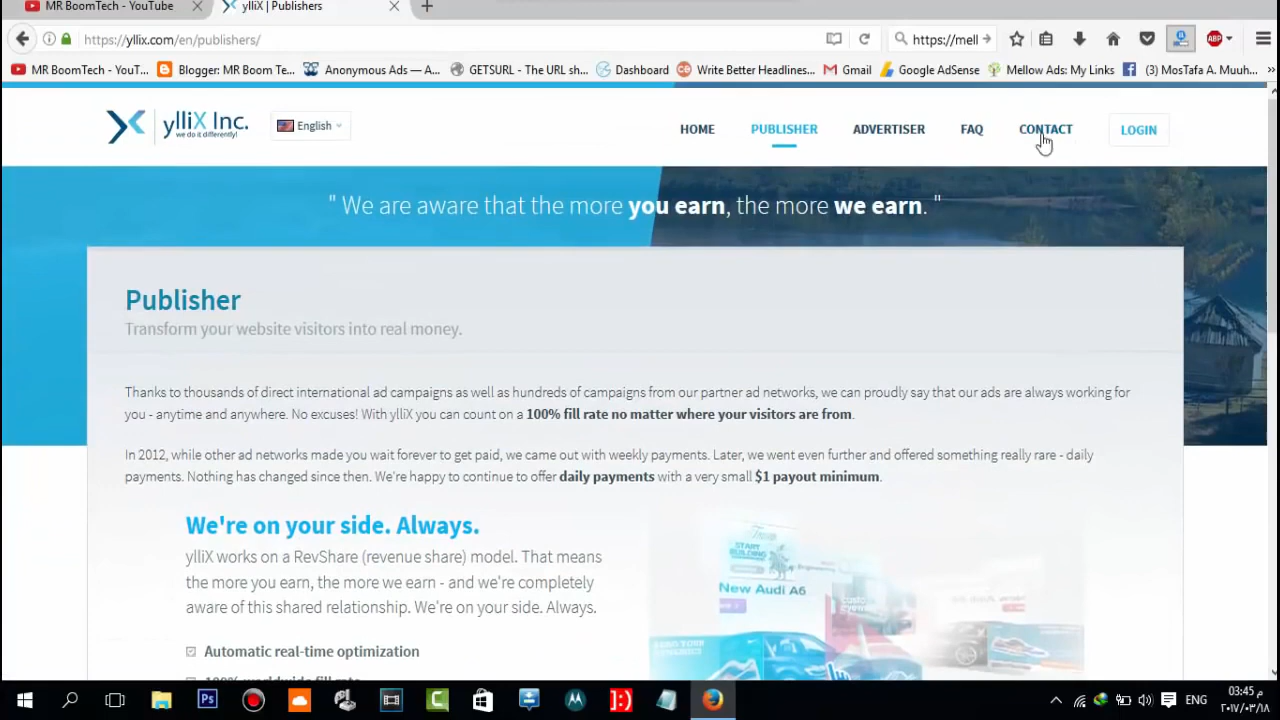 MR BoomTech - YouTube
ylliX | Publishers
https://yllix.com/en/publishers/
https://mell
MR BoomTech - YouT...
Blogger: MR Boom Te...
Anonymous Ads — A...
GETSURL - The URL sh...
Dashboard
Write Better Headlines...
Gmail
Google AdSense
Mellow Ads: My Links
(3) MosTafa A. Muuh...
ylliX Inc.
we do it differently!
English
HOME
PUBLISHER
ADVERTISER
FAQ
CONTACT
LOGIN
" We are aware that the more you earn, the more we earn. "
Publisher
Transform your website visitors into real money.
Thanks to thousands of direct international ad campaigns as well as hundreds of campaigns from our partner ad networks, we can proudly say that our ads are always working for
you - anytime and anywhere. No excuses! With ylliX you can count on a 100% fill rate no matter where your visitors are from.
In 2012, while other ad networks made you wait forever to get paid, we came out with weekly payments. Later, we went even further and offered something really rare - daily
payments. Nothing has changed since then. We're happy to continue to offer daily payments with a very small $1 payout minimum.
We're on your side. Always.
ylliX works on a RevShare (revenue share) model. That means
the more you earn, the more we earn - and we're completely
aware of this shared relationship. We're on your side. Always.
START
BUILDING
New Audi A6
Automatic real-time optimization
100% worldwide fill rate
ENG
م 03:45
٢٠١٧/٠٣/١٨